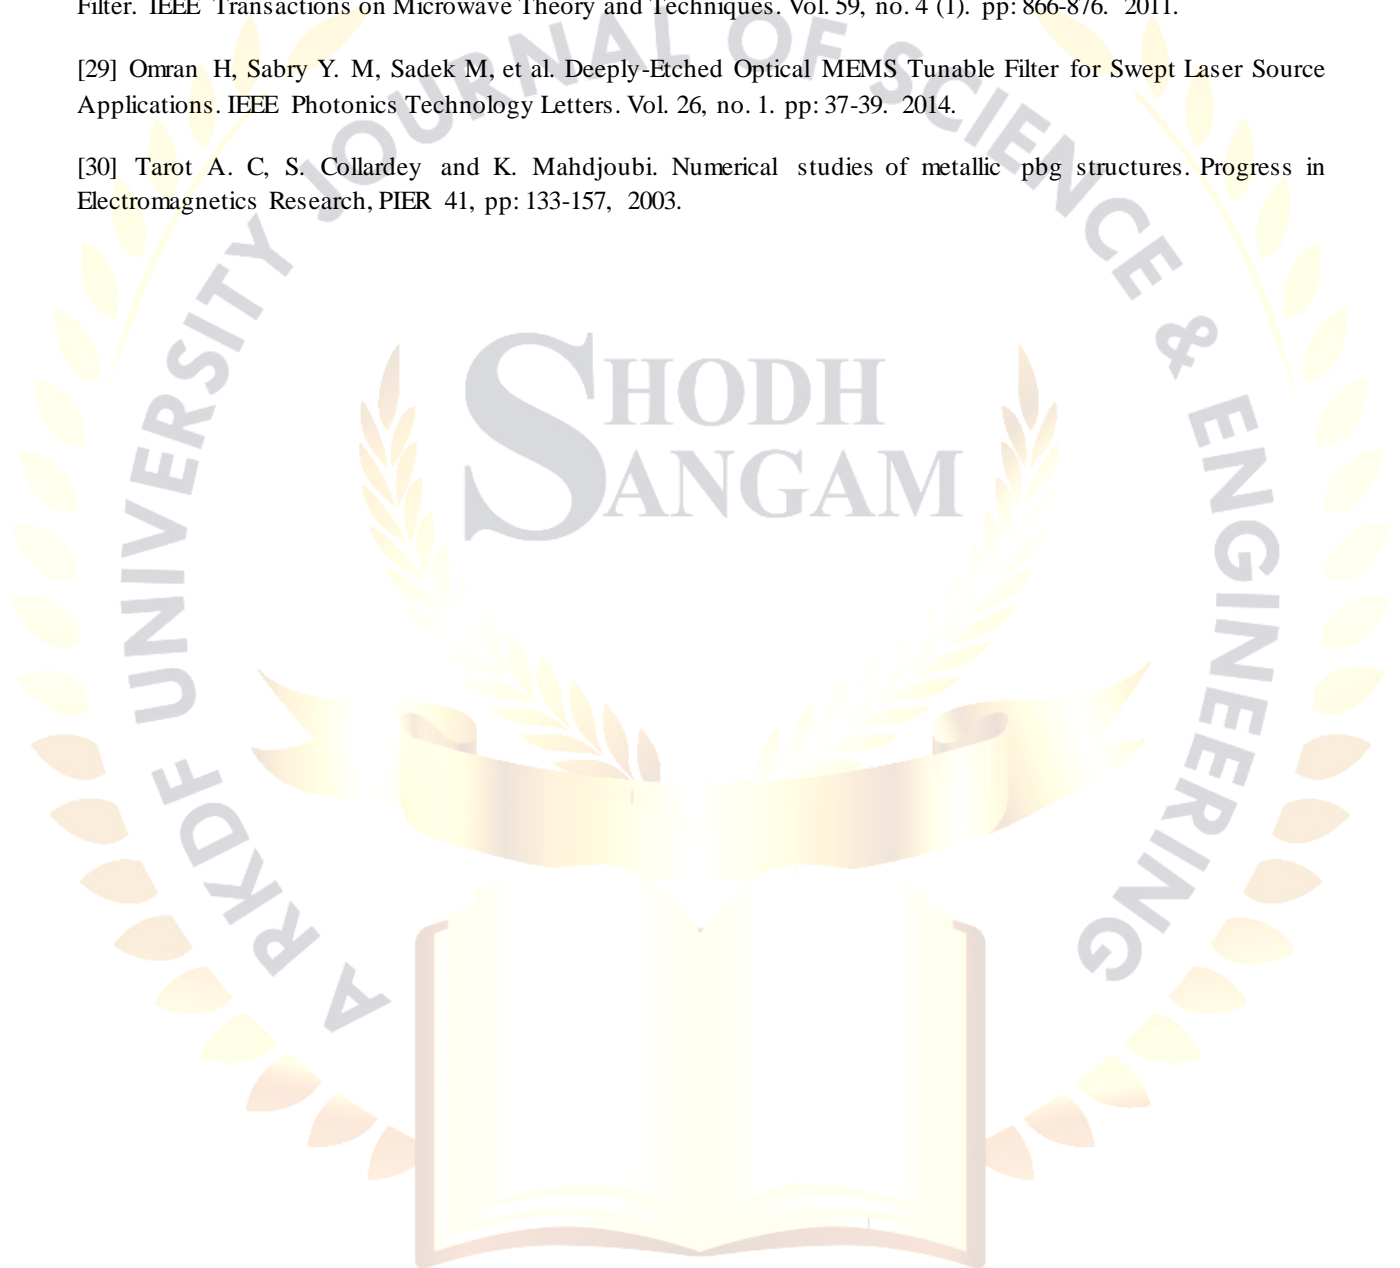 Filter. IEEE Transactions on Microwave Theory and Techniques. Vol. 59, no. 4 (1). pp: 866-876. 2011.
[29] Omran H, Sabry Y. M, Sadek M, et al. Deeply-Etched Optical MEMS Tunable Filter for Swept Laser Source
Applications. IEEE Photonics Technology Letters. Vol. 26, no. 1. pp: 37-39. 2014.
[30] Tarot A. C, S. Collardey and K. Mahdjoubi. Numerical studies of metallic pbg structures. Progress in
Electromagnetics Research, PIER 41, pp: 133-157, 2003.
A RKDF UNIVERSITY JOURNAL OF SCIENCE & ENGINEERING
SHODH
SANGAM